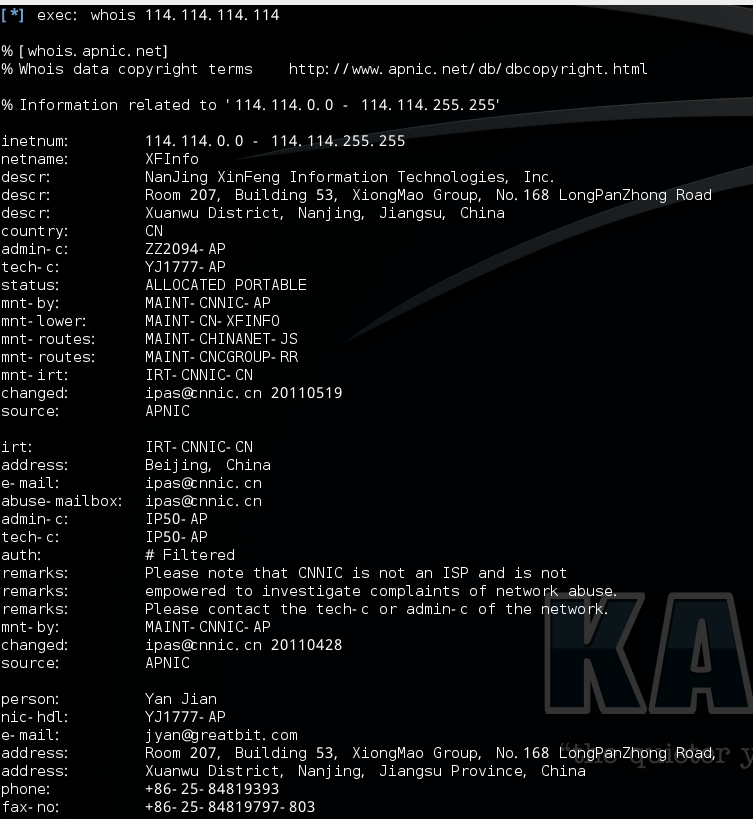 [*] exec: whois 114.114.114.114
% [whois.apnic.net]
% Whois data copyright terms    http://www.apnic.net/db/dbcopyright.html
% Information related to '114.114.0.0 - 114.114.255.255'
inetnum:        114.114.0.0 - 114.114.255.255
netname:        XFInfo
descr:          NanJing XinFeng Information Technologies, Inc.
descr:          Room 207, Building 53, XiongMao Group, No.168 LongPanZhong Road
descr:          Xuanwu District, Nanjing, Jiangsu, China
country:        CN
admin-c:        ZZ2094-AP
tech-c:         YJ1777-AP
status:         ALLOCATED PORTABLE
mnt-by:         MAINT-CNNIC-AP
mnt-lower:      MAINT-CN-XFINFO
mnt-routes:     MAINT-CHINANET-JS
mnt-routes:     MAINT-CNCGROUP-RR
mnt-irt:        IRT-CNNIC-CN
changed:        ipas@cnnic.cn 20110519
source:         APNIC
irt:            IRT-CNNIC-CN
address:        Beijing, China
e-mail:         ipas@cnnic.cn
abuse-mailbox:  ipas@cnnic.cn
admin-c:        IP50-AP
tech-c:         IP50-AP
auth:           # Filtered
remarks:        Please note that CNNIC is not an ISP and is not
remarks:        empowered to investigate complaints of network abuse.
remarks:        Please contact the tech-c or admin-c of the network.
mnt-by:         MAINT-CNNIC-AP
changed:        ipas@cnnic.cn 20110428
source:         APNIC
person:         Yan Jian
nic-hdl:        YJ1777-AP
e-mail:         jyan@greatbit.com
address:        Room 207, Building 53, XiongMao Group, No.168 LongPanZhong Road,
address:        Xuanwu District, Nanjing, Jiangsu Province, China
phone:          +86-25-84819393
fax-no:         +86-25-84819797-803
KA
"the quieter y